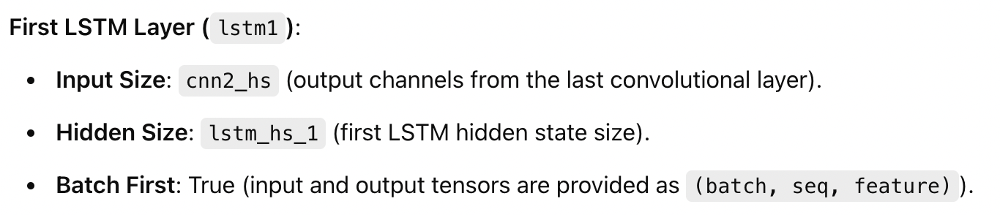 First LSTM Layer (lstm1):
• Input Size: cnn2_hs (output channels from the last convolutional layer).
• Hidden Size: lstm_hs_1 (first LSTM hidden state size).
• Batch First: True (input and output tensors are provided as (batch, seq, feature)).